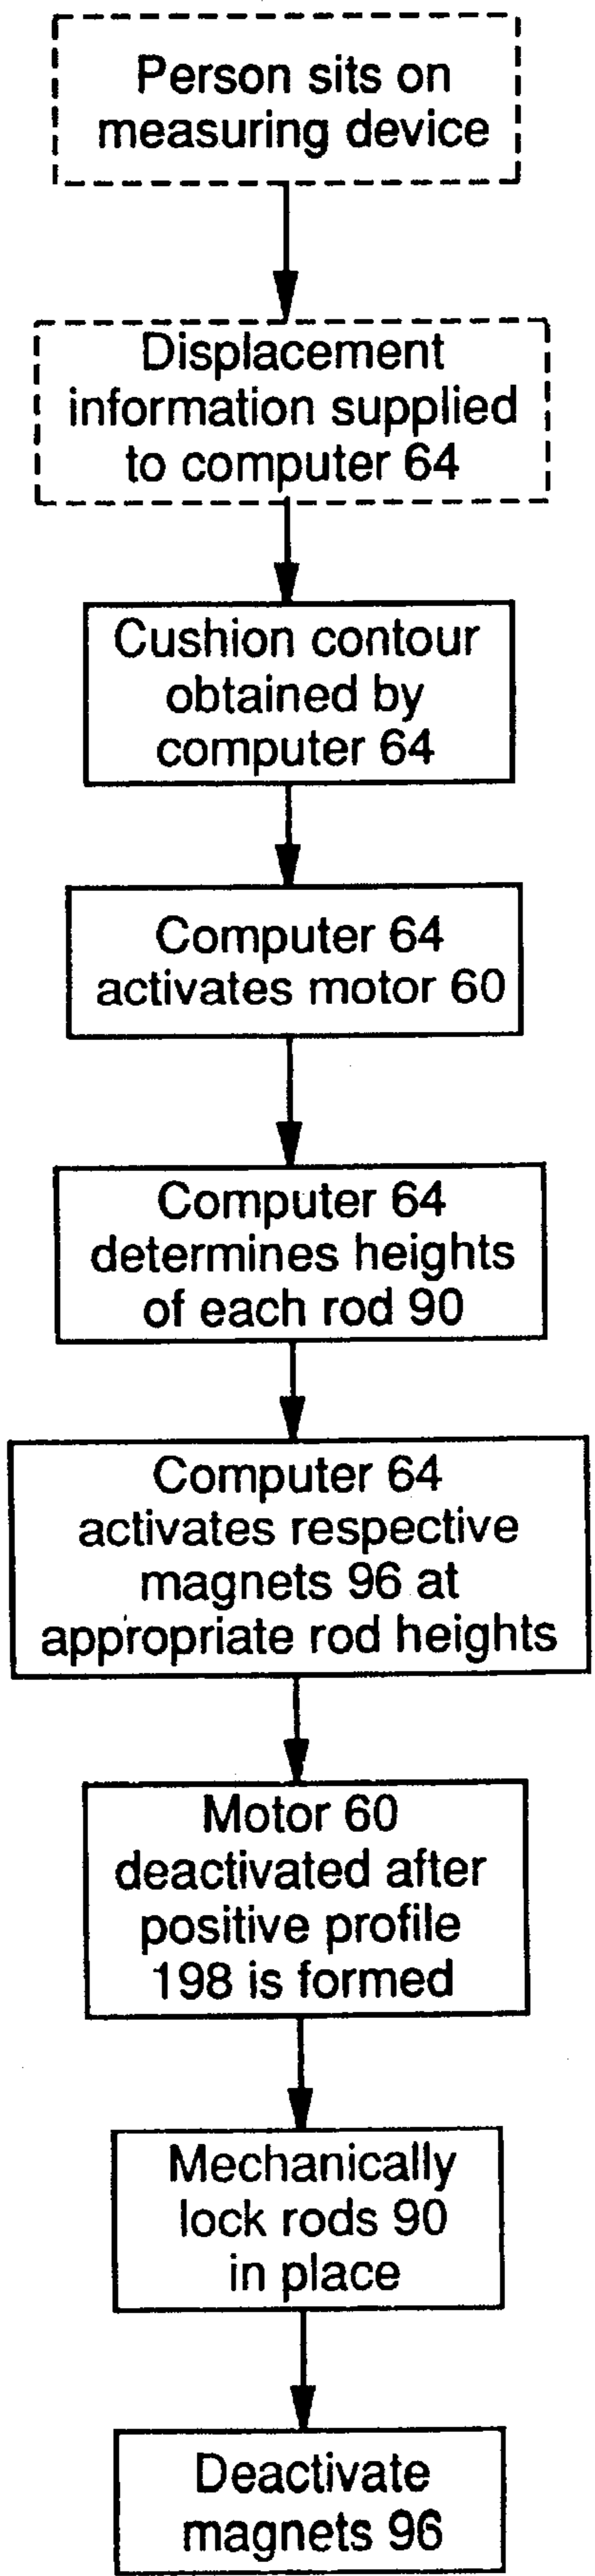 Person sits on
measuring device
Displacement
information supplied
to computer 64
Cushion contour
obtained by
computer 64
Computer 64
activates motor 60
Computer 64
determines heights
of each rod 90
Computer 64
activates respective
magnets 96 at
appropriate rod heights
Motor 60
deactivated after
positive profile
198 is formed
Mechanically
lock rods 90
in place
Deactivate
magnets 96